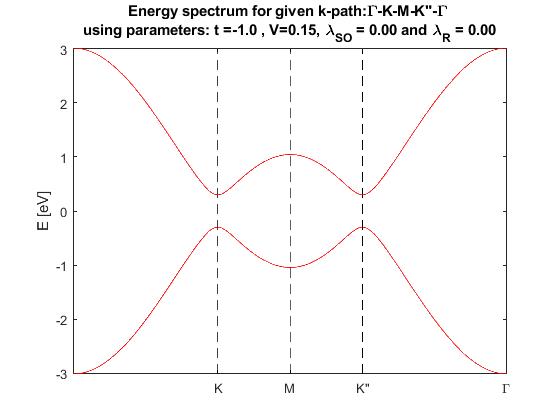 Energy spectrum for given k-path:Γ-K-M-K"-Γ
using parameters: t =-1.0 , V=0.15, λSO = 0.00 and λR = 0.00
3
2
1
0
-1
-2
-3
E [eV]
K
M
K"
Γ